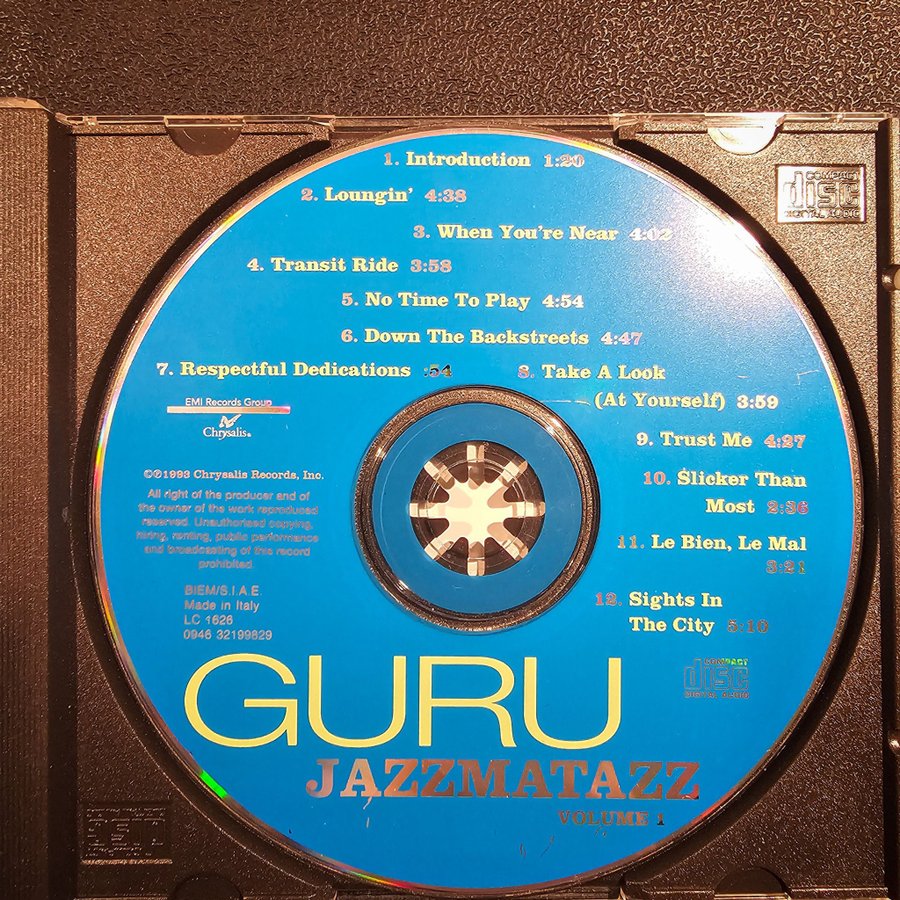 1. Introduction 1:20
2. Loungin' 4:38
3. When You're Near 4:02
4. Transit Ride 3:58
5. No Time To Play 4:54
6. Down The Backstreets 4:47
7. Respectful Dedications :54
8. Take A Look
(At Yourself) 3:59
9. Trust Me 4:27
10. Slicker Than
Most 2:36
11. Le Bien, Le Mal
3:21
12. Sights In
The City 5:10
EMI Records Group
Chrysalis®
©℗1993 Chrysalis Records, Inc.
All right of the producer and of
the owner of the work reproduced
reserved. Unauthorised copying,
hiring, renting, public performance
and broadcasting of this record
prohibited.
BIEM/S.I.A.E.
Made in Italy
LC 1626
0946 32199829
GURU
JAZZMATAZZ
VOLUME 1
COMPACT
disc
DIGITAL AUDIO
COMPACT
disc
DIGITAL AUDIO